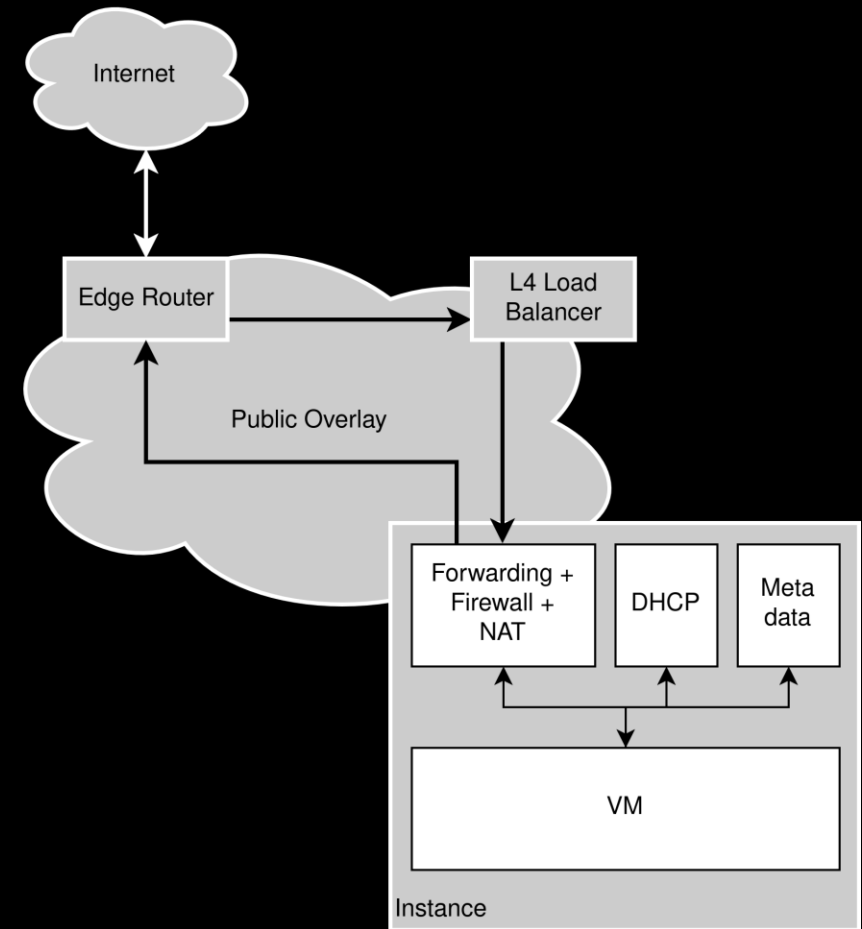 Internet
Edge Router
L4 Load
Balancer
Public Overlay
Forwarding +
Firewall +
NAT
DHCP
Meta
data
VM
Instance